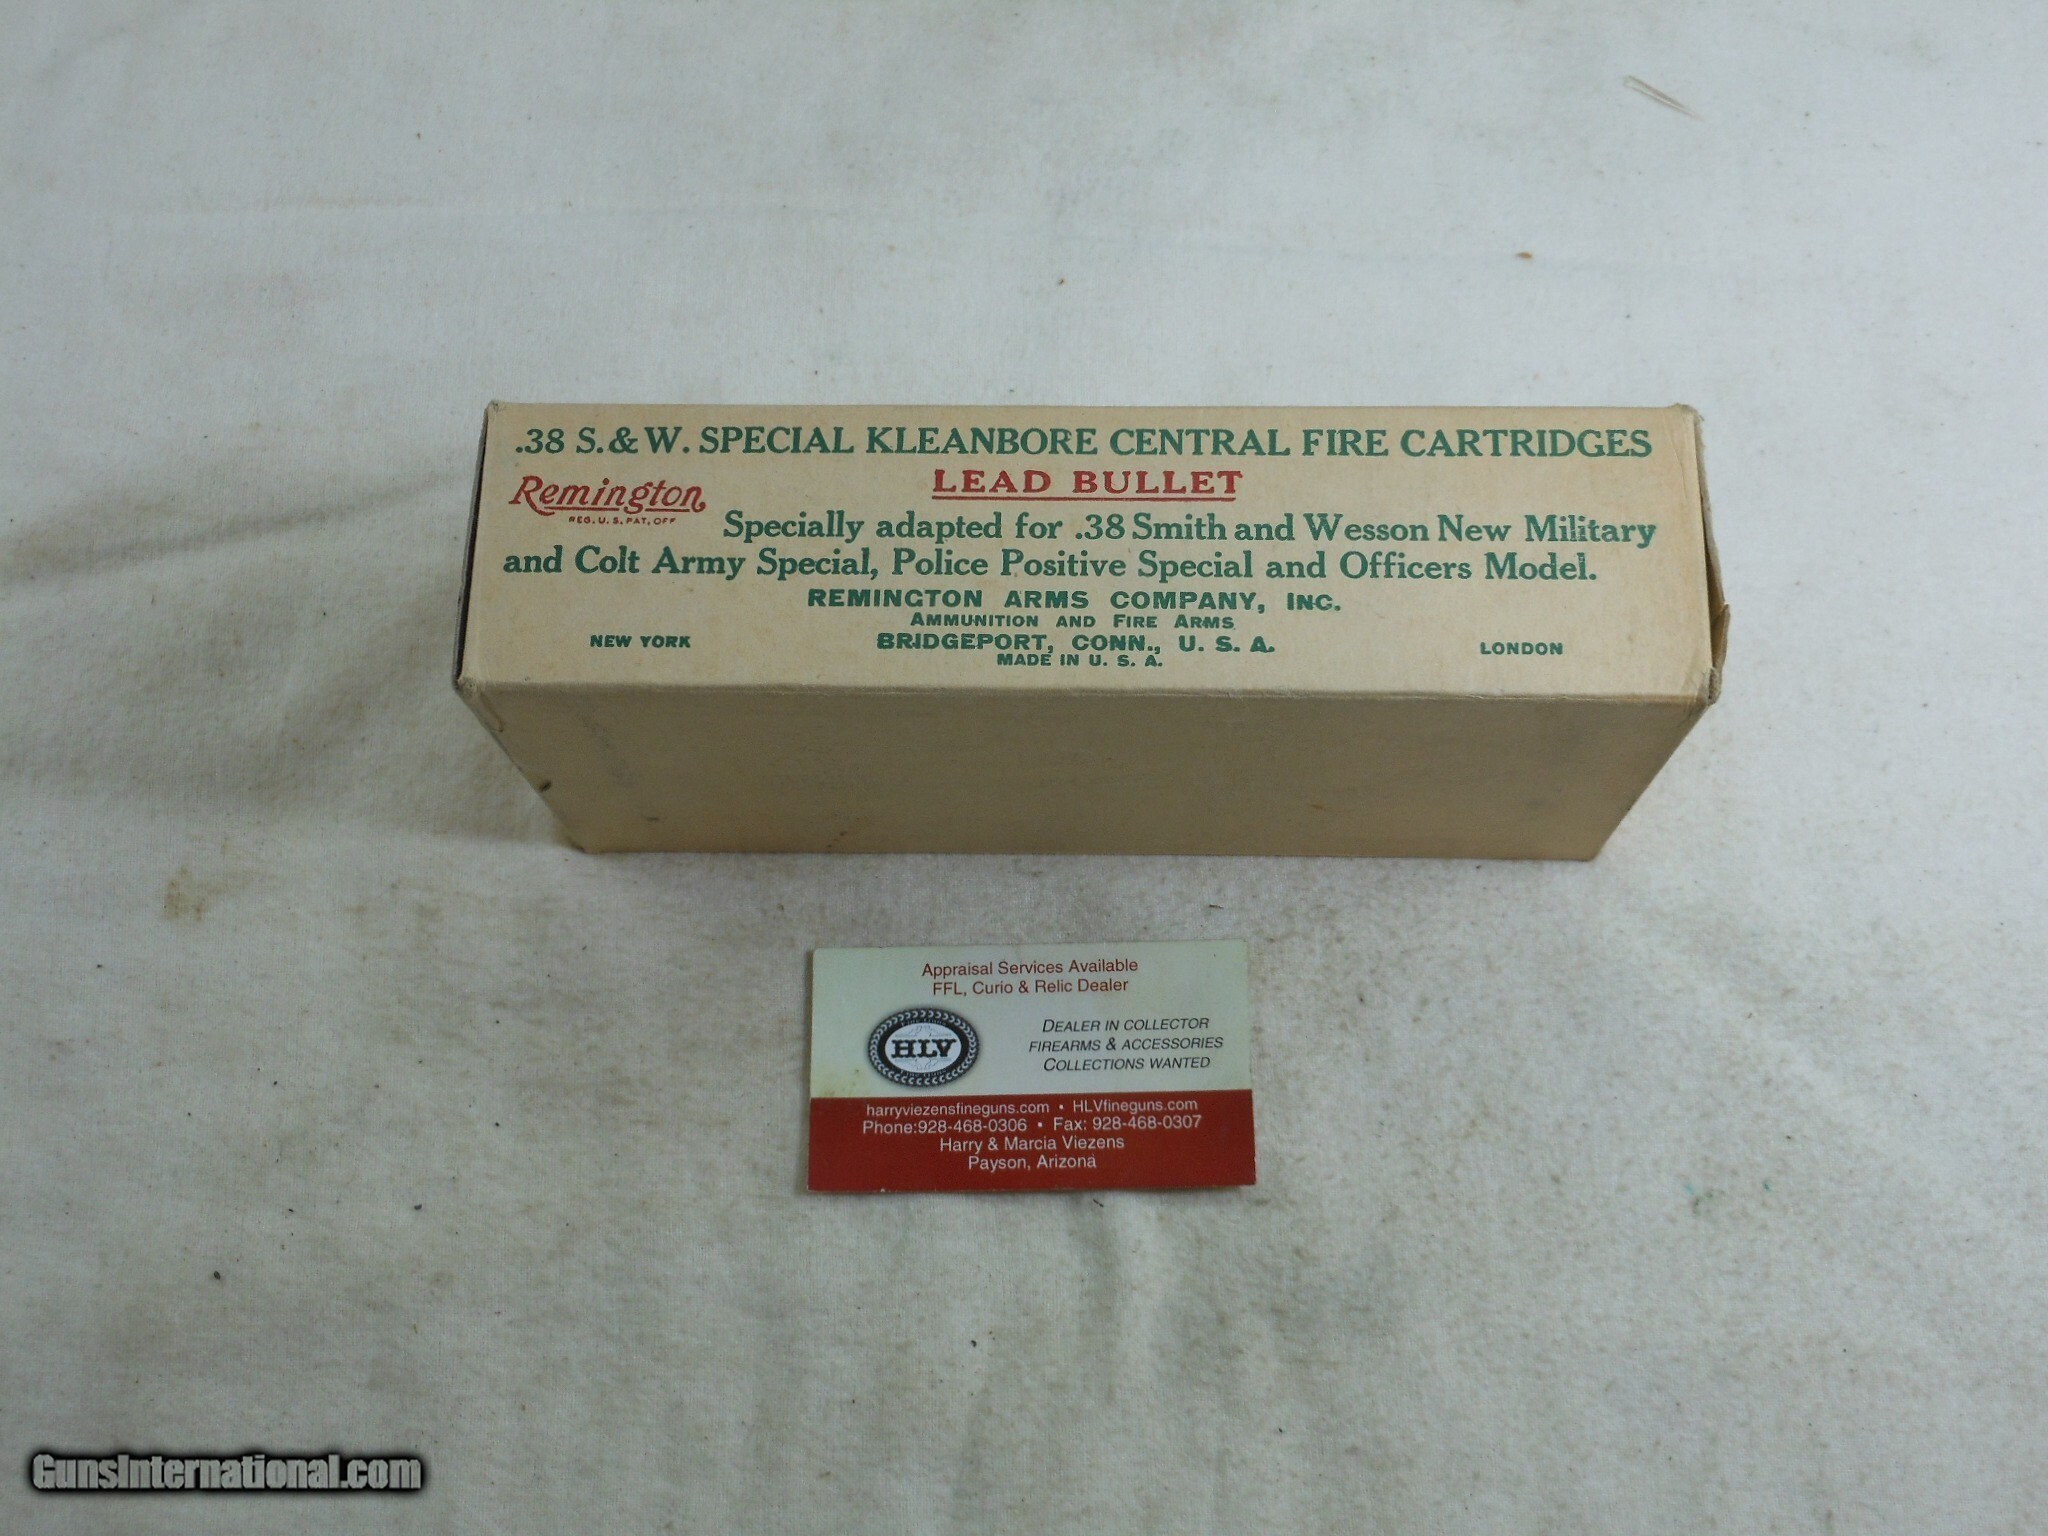 .38 S.& W. SPECIAL KLEANBORE CENTRAL FIRE CARTRIDGES
LEAD BULLET
Remington
REG. U. S. PAT. OFF
Specially adapted for .38 Smith and Wesson New Military
and Colt Army Special, Police Positive Special and Officers Model.
REMINGTON ARMS COMPANY, INC.
AMMUNITION AND FIRE ARMS
NEW YORK BRIDGEPORT, CONN., U. S. A. LONDON
MADE IN U. S. A.
Appraisal Services Available
FFL, Curio & Relic Dealer
HLV
DEALER IN COLLECTOR
FIREARMS & ACCESSORIES
COLLECTIONS WANTED
harryviezensfineguns.com • HLVfineguns.com
Phone:928-468-0306 • Fax: 928-468-0307
Harry & Marcia Viezens
Payson, Arizona
GunsInternational.com